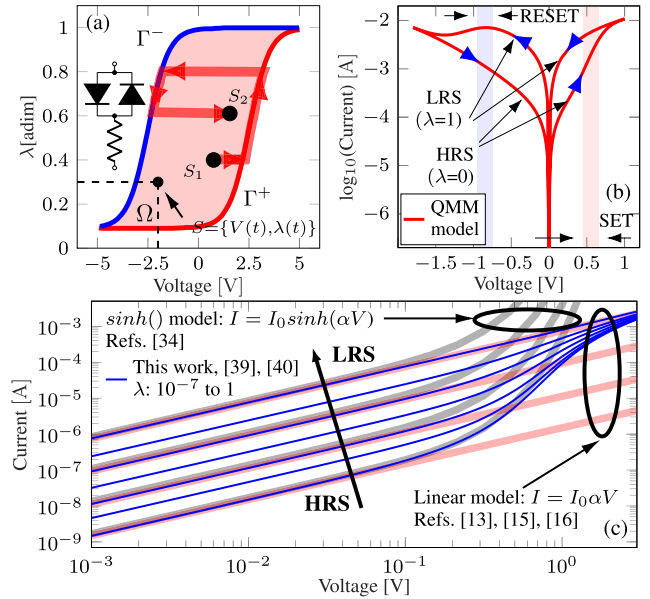 (a)
Γ⁻
S₂
S₁
Γ⁺
Ω
S={V(t),λ(t)}
λ[adim]
1
0.8
0.6
0.4
0.2
0
−5
−2.5
0
2.5
5
Voltage [V]
RESET
LRS
(λ=1)
HRS
(λ=0)
(b)
QMM
model
SET
log₁₀(Current) [A]
−2
−3
−4
−5
−6
−1.5
−1
−0.5
0
0.5
1
Voltage [V]
sinh() model: I = I₀sinh(αV)
Refs. [34]
This work, [39], [40]
λ: 10⁻⁷ to 1
LRS
HRS
Linear model: I = I₀αV
Refs. [13], [15], [16]
(c)
Current [A]
10⁻³
10⁻⁴
10⁻⁵
10⁻⁶
10⁻⁷
10⁻⁸
10⁻⁹
10⁻³
10⁻²
10⁻¹
10⁰
Voltage [V]